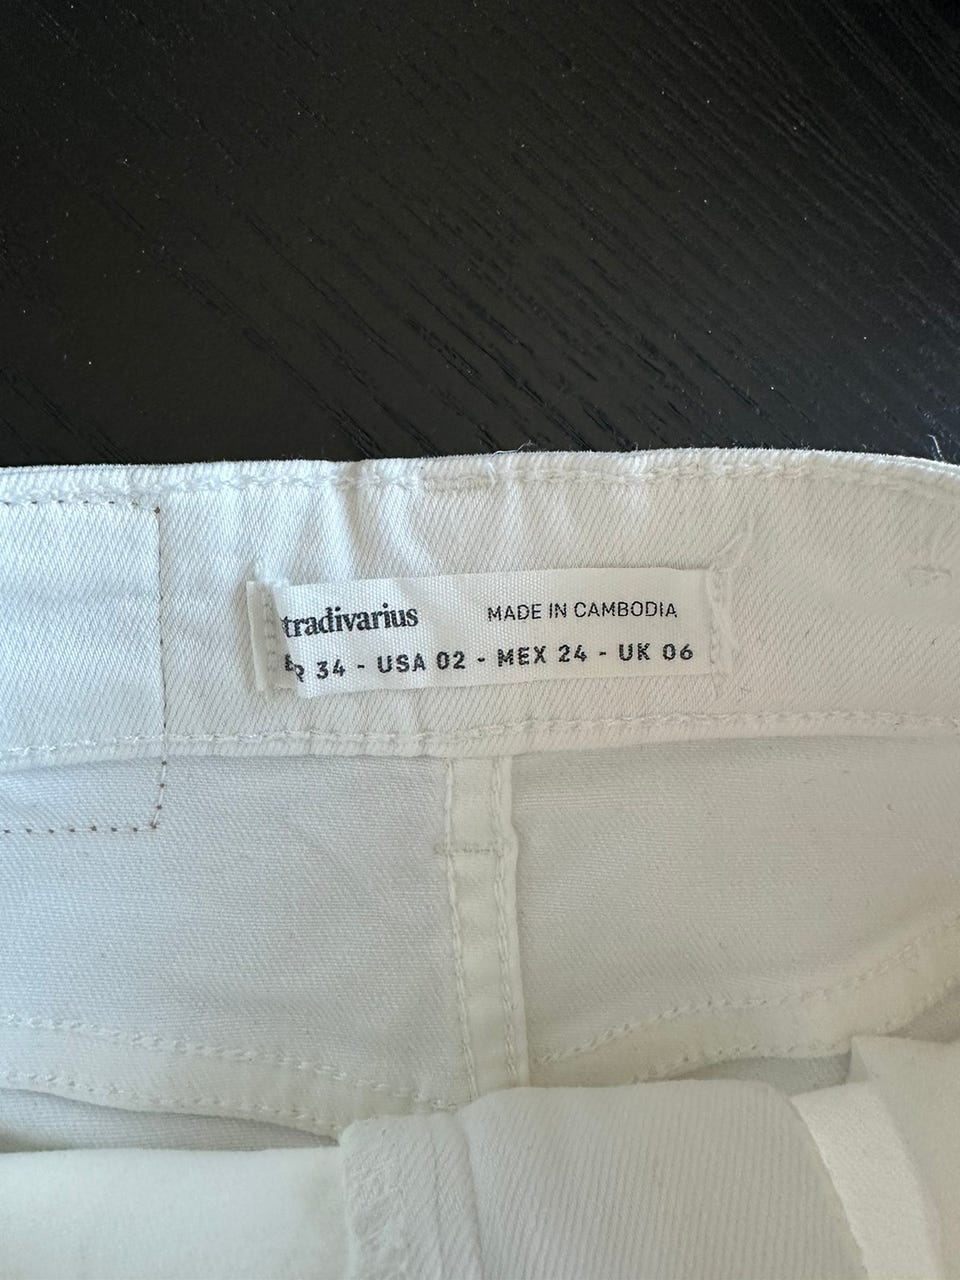 tradivarius MADE IN CAMBODIA
R 34 - USA 02 - MEX 24 - UK 06